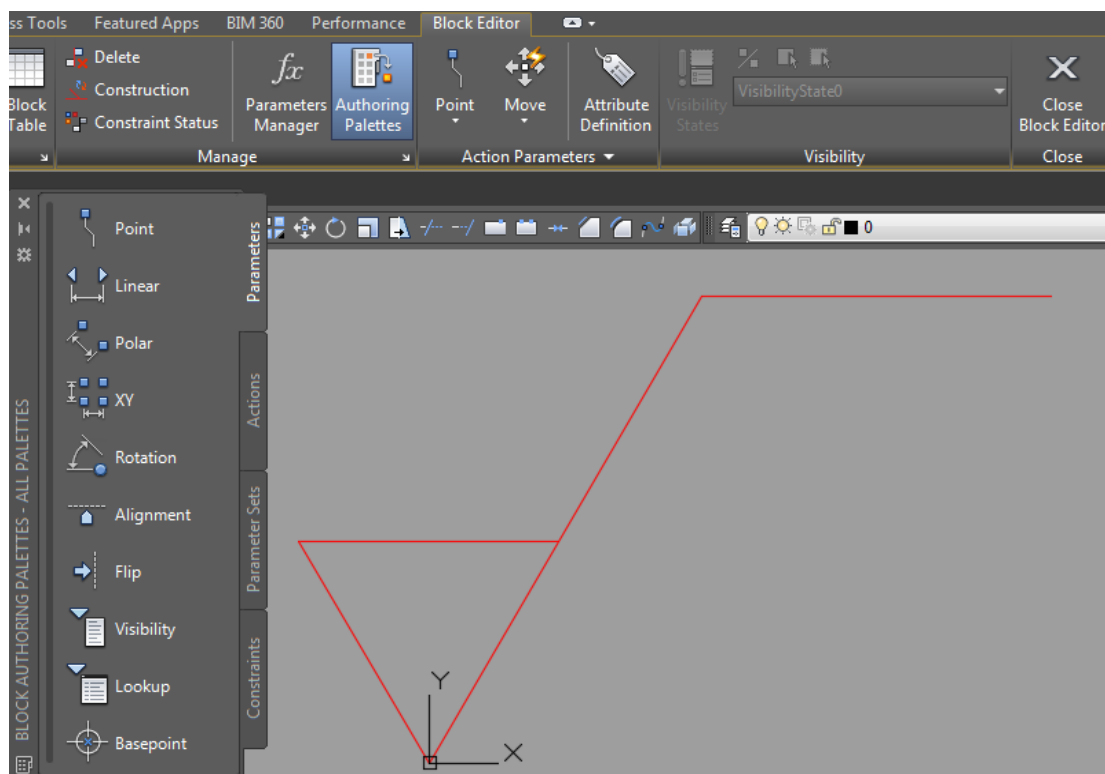 ss Tools Featured Apps BIM 360 Performance Block Editor
Delete
Construction
Constraint Status
Block Table
fx
Parameters Manager
Authoring Palettes
Point
Move
Attribute Definition
Visibility States
VisibilityState0
Close Block Editor
Manage
Action Parameters
Visibility
Close
Point
Linear
Polar
XY
Rotation
Alignment
Flip
Visibility
Lookup
Basepoint
Parameters
Actions
Parameter Sets
Constraints
BLOCK AUTHORING PALETTES - ALL PALETTES
0
Y
X